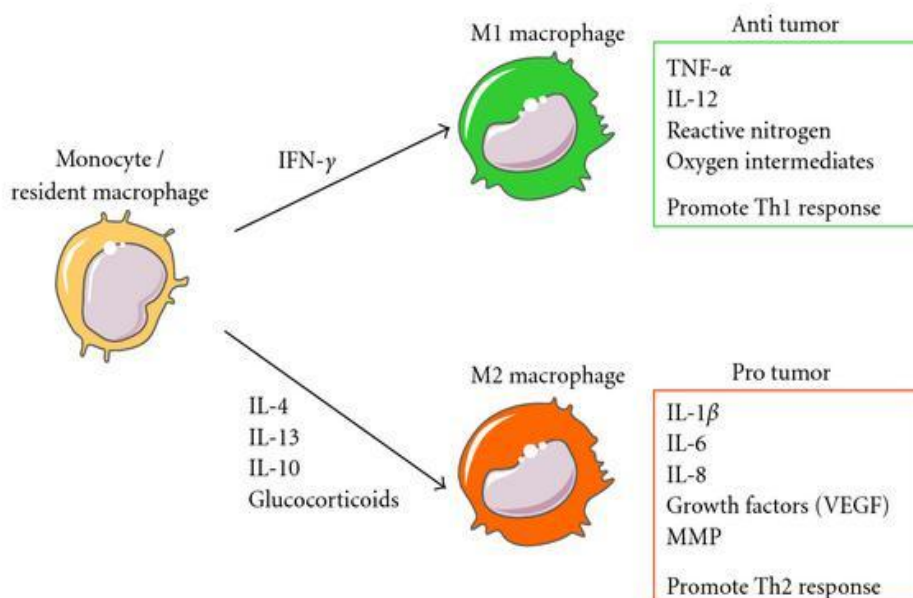 Monocyte /
resident macrophage
IFN-γ
M1 macrophage
Anti tumor
TNF-α
IL-12
Reactive nitrogen
Oxygen intermediates
Promote Th1 response
IL-4
IL-13
IL-10
Glucocorticoids
M2 macrophage
Pro tumor
IL-1β
IL-6
IL-8
Growth factors (VEGF)
MMP
Promote Th2 response